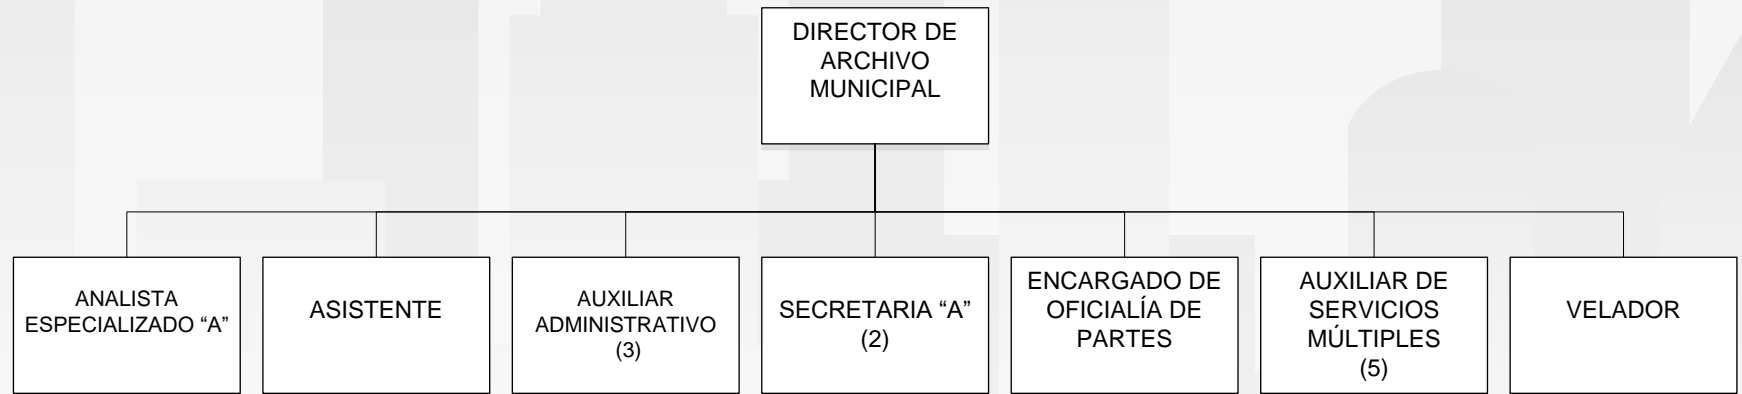 DIRECTOR DE
ARCHIVO
MUNICIPAL
ANALISTA
ESPECIALIZADO “A”
ASISTENTE
AUXILIAR
ADMINISTRATIVO
(3)
SECRETARIA “A”
(2)
ENCARGADO DE
OFICIALÍA DE
PARTES
AUXILIAR DE
SERVICIOS
MÚLTIPLES
(5)
VELADOR